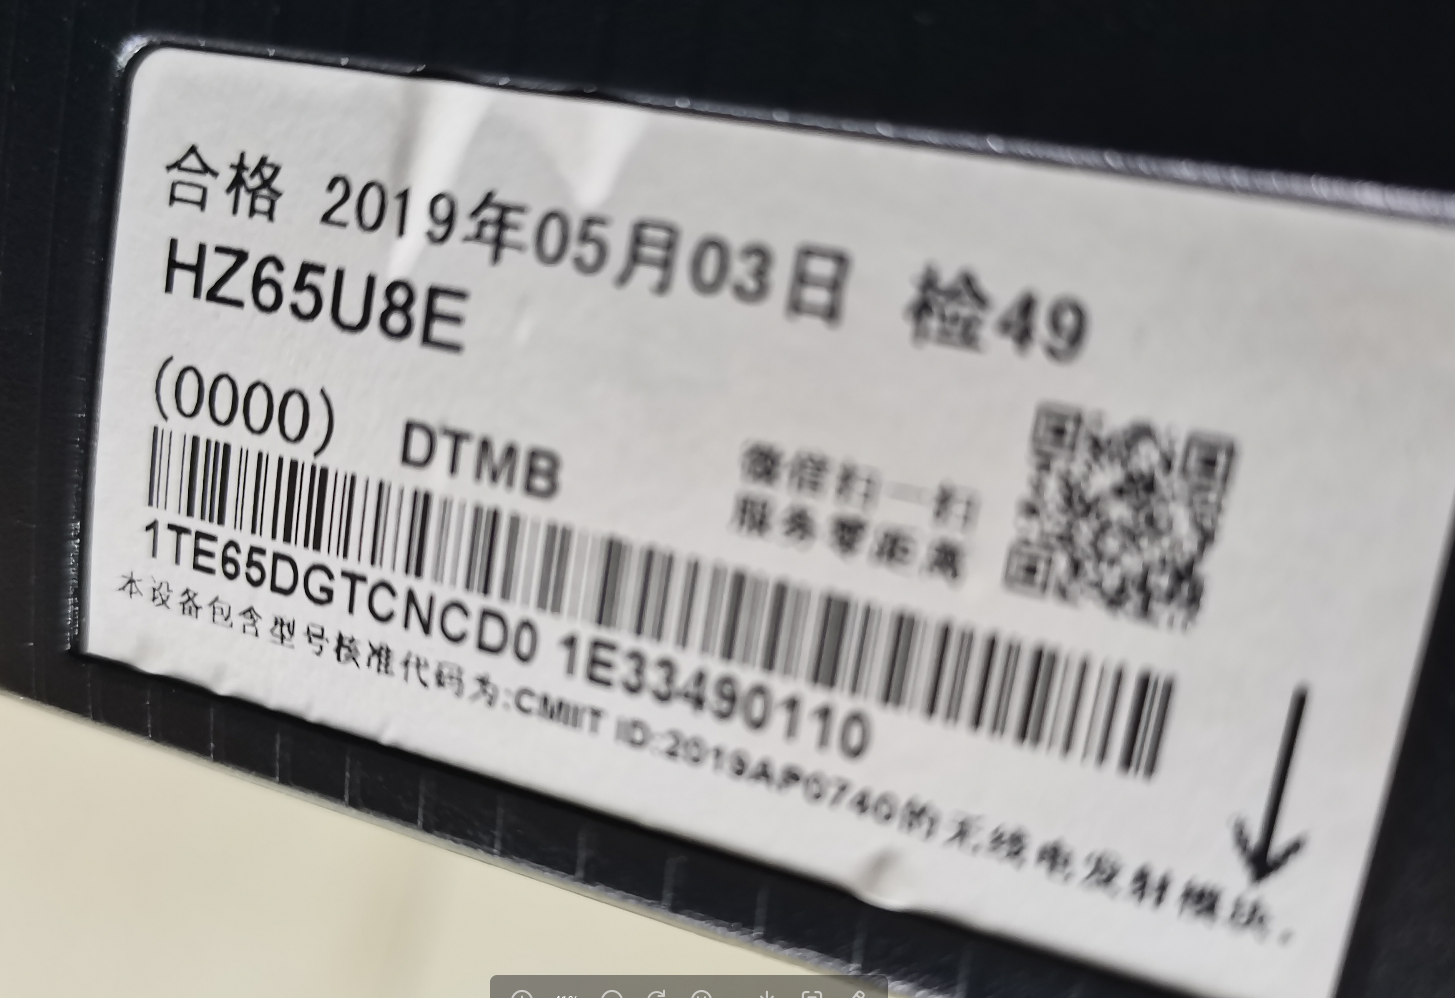 合格 2019年05月03日 检49
HZ65U8E
(0000) DTMB
微信扫一扫
服务零距离
1TE65DGTCNCD0 1E33490110
本设备包含型号核准代码为:CMIIT ID:2019AP0740的无线电发射模块.